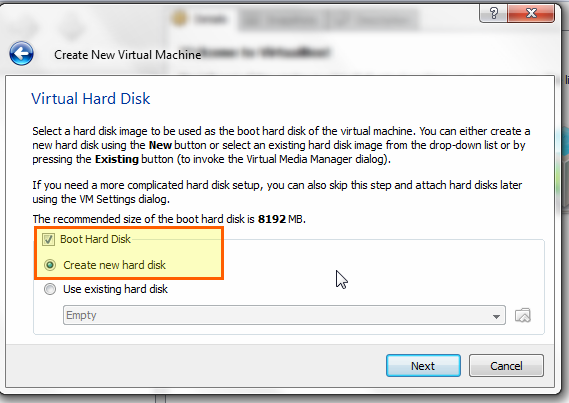 Details
Create New Virtual Machine
Virtual Hard Disk
Select a hard disk image to be used as the boot hard disk of the virtual machine. You can either create a
new hard disk using the New button or select an existing hard disk image from the drop-down list or by
pressing the Existing button (to invoke the Virtual Media Manager dialog).
If you need a more complicated hard disk setup, you can also skip this step and attach hard disks later
using the VM Settings dialog.
The recommended size of the boot hard disk is 8192 MB.
Boot Hard Disk
Create new hard disk
Use existing hard disk
Empty
Next
Cancel